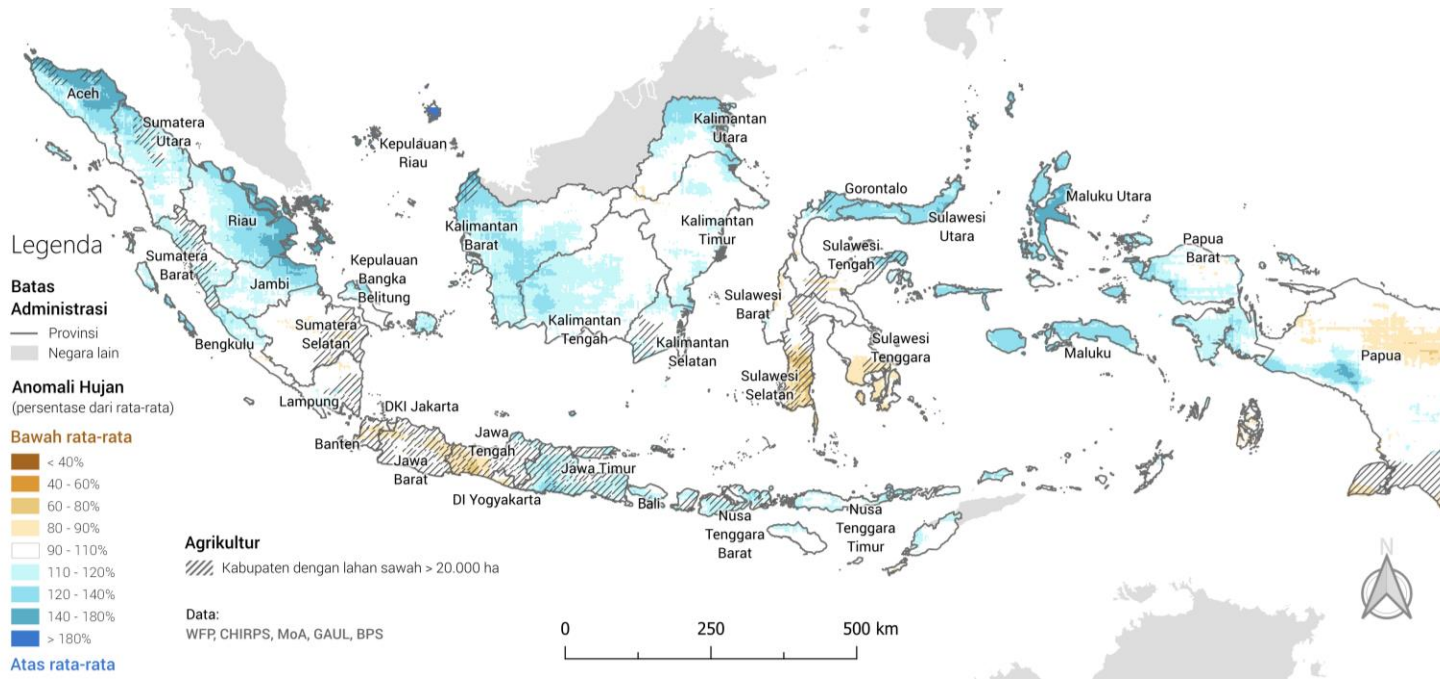 Aceh
Sumatera
Utara
Kepulauan
Riau
Kalimantan
Utara
Riau
Kalimantan
Barat
Kalimantan
Timur
Gorontalo
Sulawesi
Utara
Maluku Utara
Sulawesi
Tengah
Papua
Barat
Sumatera
Barat
Jambi
Kepulauan
Bangka
Belitung
Sulawesi
Barat
Bengkulu
Sumatera
Selatan
Kalimantan
Tengah
Kalimantan
Selatan
Sulawesi
Tenggara
Maluku
Papua
Sulawesi
Selatan
Lampung
DKI Jakarta
Banten
Jawa
Barat
Jawa
Tengah
Jawa Timur
DI Yogyakarta
Bali
Nusa
Tenggara
Barat
Nusa
Tenggara
Timur
Legenda
Batas
Administrasi
Provinsi
Negara lain
Anomali Hujan
(persentase dari rata-rata)
Bawah rata-rata
< 40%
40 - 60%
60 - 80%
80 - 90%
90 - 110%
110 - 120%
120 - 140%
140 - 180%
> 180%
Atas rata-rata
Agrikultur
Kabupaten dengan lahan sawah > 20.000 ha
Data:
WFP, CHIRPS, MoA, GAUL, BPS
0 250 500 km
N